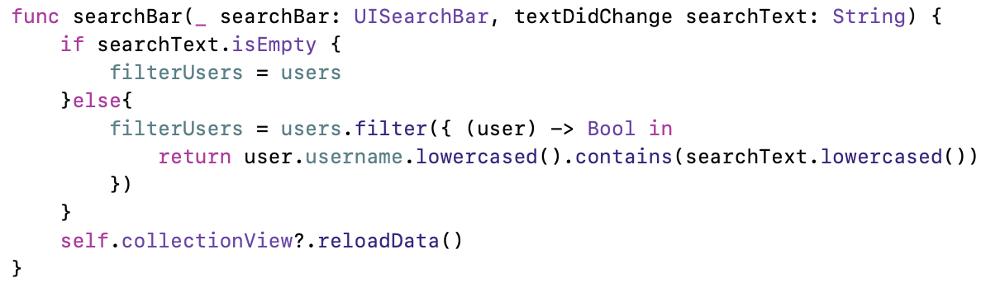 func searchBar(_ searchBar: UISearchBar, textDidChange searchText: String) {
    if searchText.isEmpty {
        filterUsers = users
    }else{
        filterUsers = users.filter({ (user) -> Bool in
            return user.username.lowercased().contains(searchText.lowercased())
        })
    }
    self.collectionView?.reloadData()
}